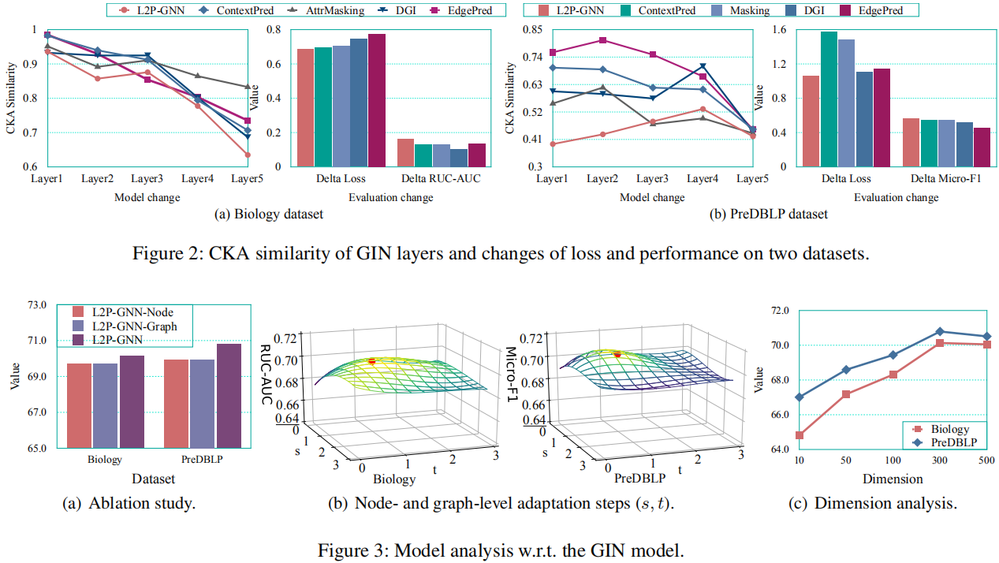 L2P-GNN ContextPred AttrMasking DGI EdgePred
1
0.9
0.8
0.7
0.6
CKA Similarity
Layer1 Layer2 Layer3 Layer4 Layer5
Model change
0.8
0.6
0.4
0.2
0
Value
Delta Loss Delta RUC-AUC
Evaluation change
(a) Biology dataset
L2P-GNN ContextPred Masking DGI EdgePred
0.85
0.74
0.63
0.52
0.41
0.3
CKA Similarity
Layer1 Layer2 Layer3 Layer4 Layer5
Model change
1.6
1.2
0.8
0.4
0
Value
Delta Loss Delta Micro-F1
Evaluation change
(b) PreDBLP dataset
Figure 2: CKA similarity of GIN layers and changes of loss and performance on two datasets.
73.0
71.0
69.0
67.0
65.0
Value
L2P-GNN-Node
L2P-GNN-Graph
L2P-GNN
Biology PreDBLP
Dataset
(a) Ablation study.
RUC-AUC
0.72
0.70
0.68
0.66
0.64
0 1 2 3
s
0 1 2 3
t
Biology
Micro-F1
0.72
0.70
0.68
0.66
0.64
0 1 2 3
s
0 1 2 3
t
PreDBLP
(b) Node- and graph-level adaptation steps (s, t).
72.0
70.0
68.0
66.0
64.0
Value
Biology
PreDBLP
10 50 100 300 500
Dimension
(c) Dimension analysis.
Figure 3: Model analysis w.r.t. the GIN model.